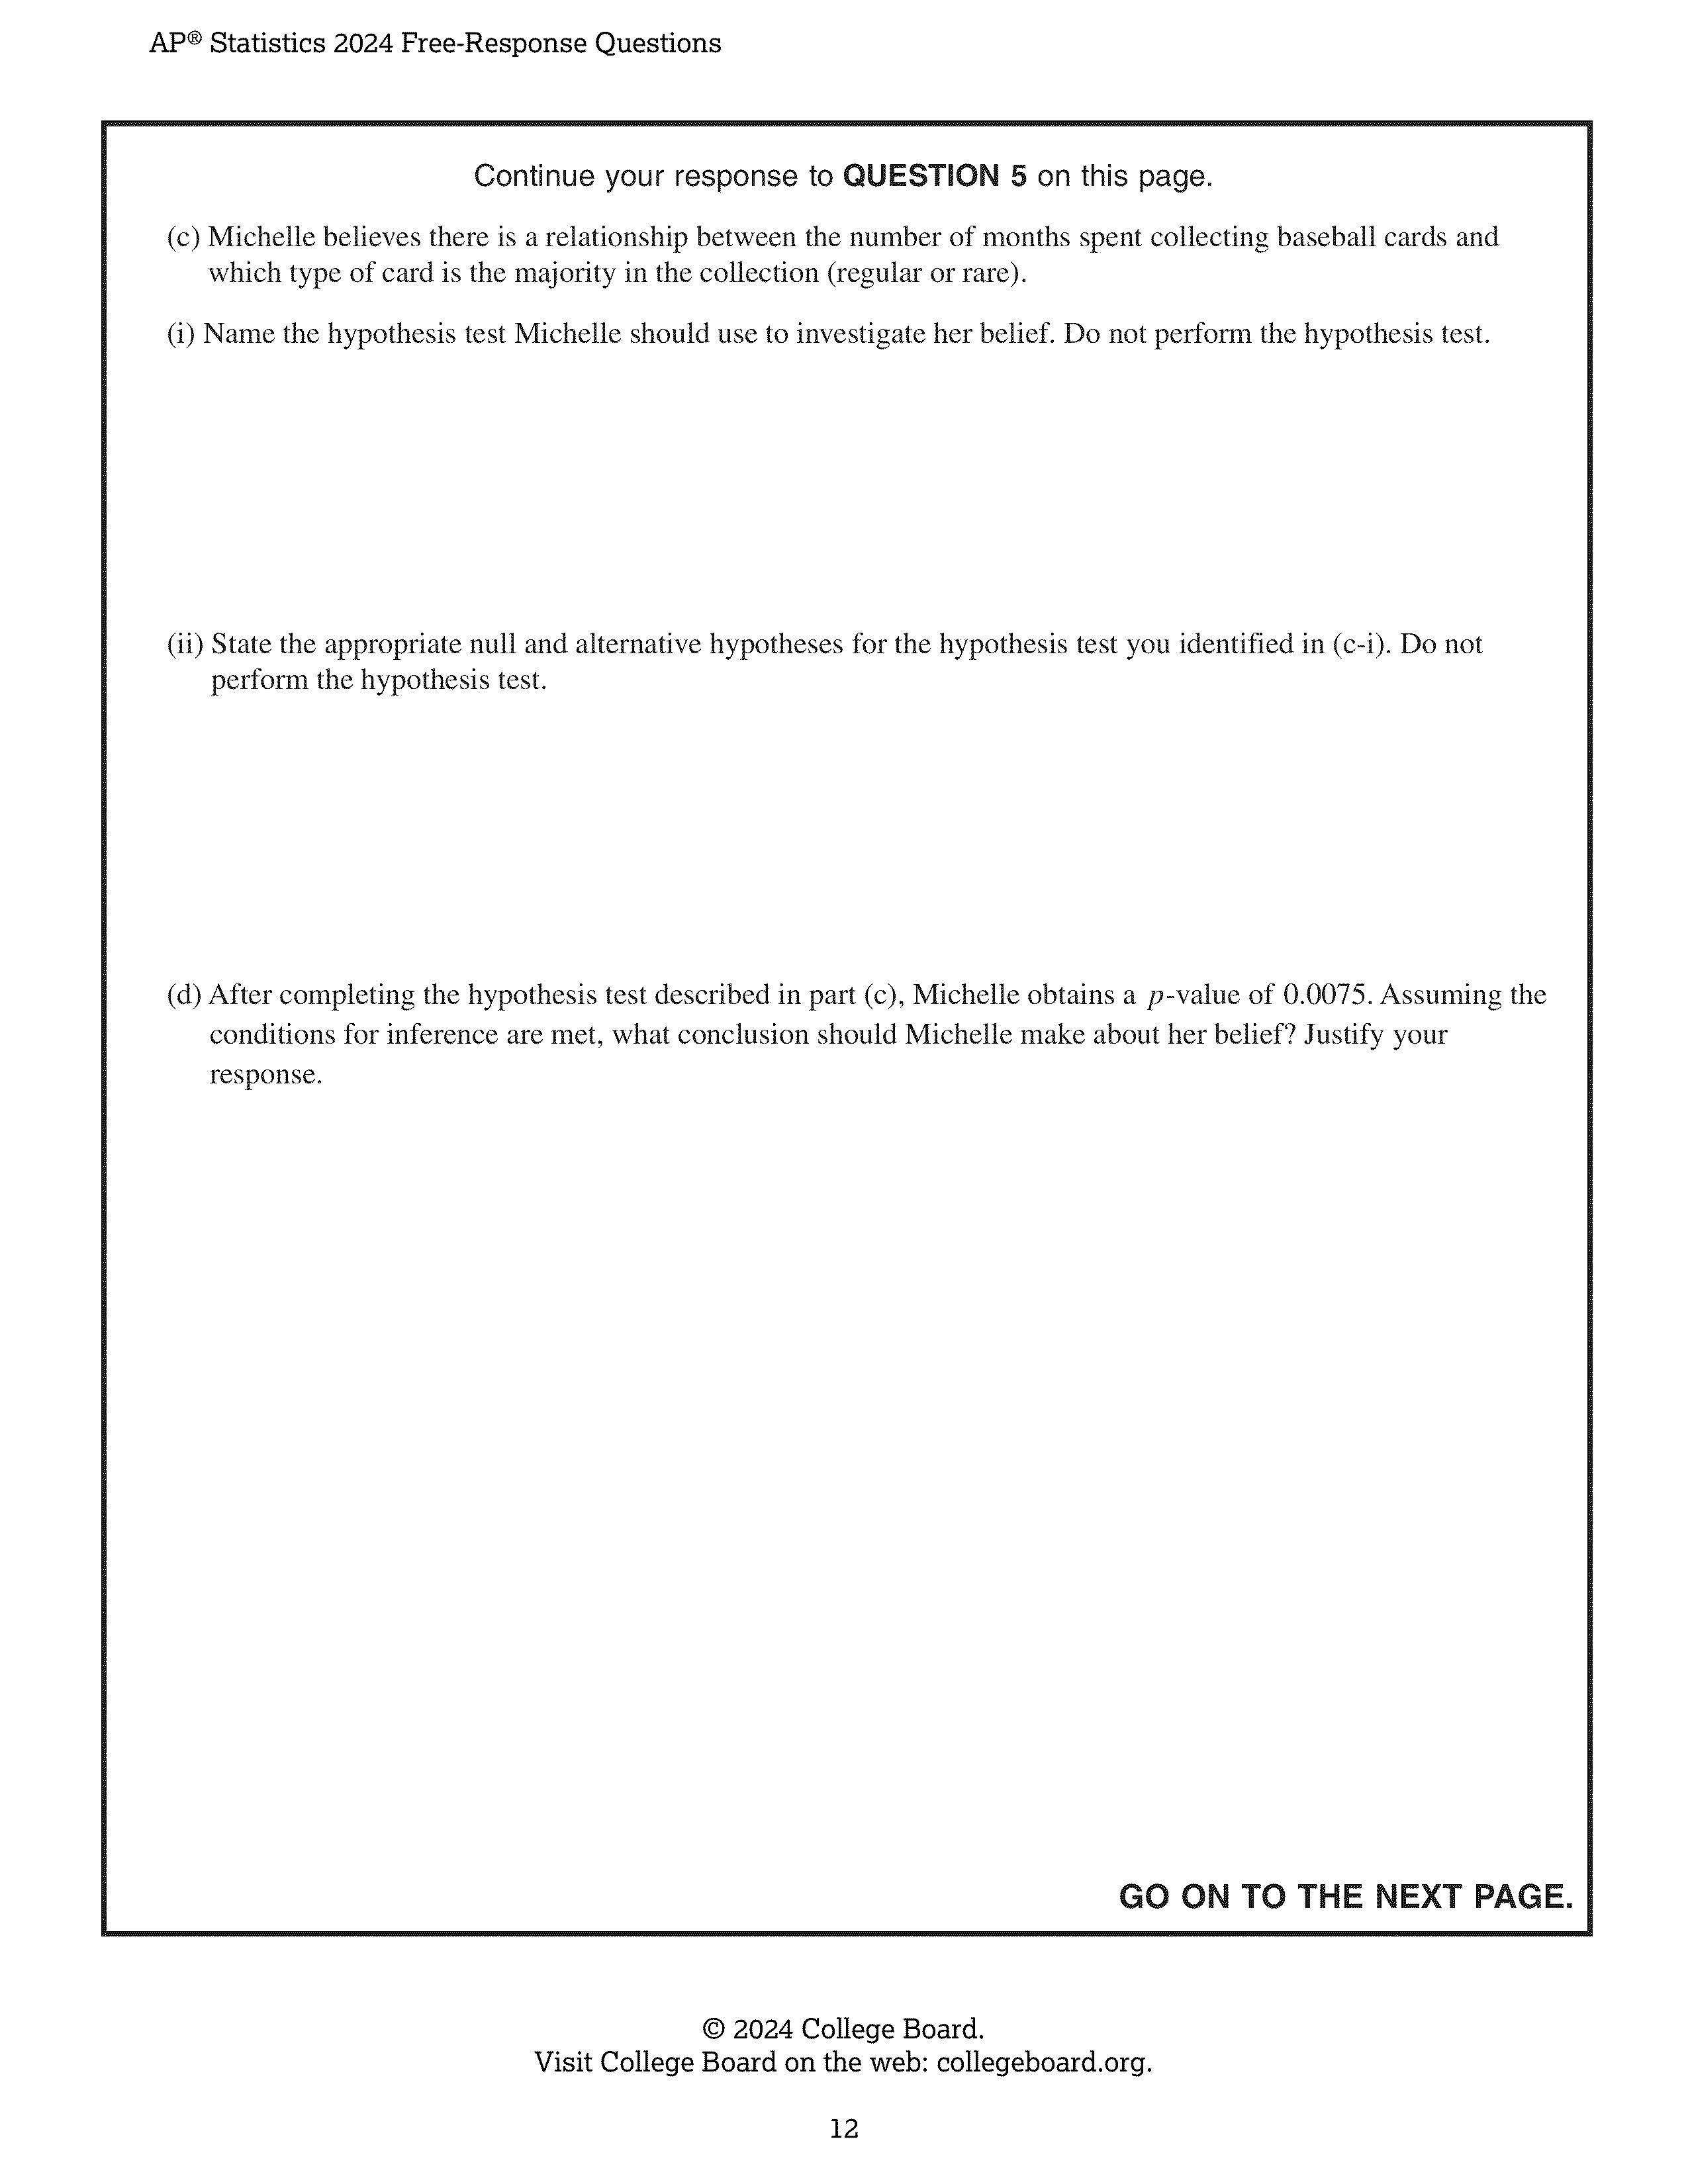 AP® Statistics 2024 Free-Response Questions
Continue your response to QUESTION 5 on this page.
(c) Michelle believes there is a relationship between the number of months spent collecting baseball cards and
which type of card is the majority in the collection (regular or rare).
(i) Name the hypothesis test Michelle should use to investigate her belief. Do not perform the hypothesis test.
(ii) State the appropriate null and alternative hypotheses for the hypothesis test you identified in (c-i). Do not
perform the hypothesis test.
(d) After completing the hypothesis test described in part (c), Michelle obtains a p-value of 0.0075. Assuming the
conditions for inference are met, what conclusion should Michelle make about her belief? Justify your
response.
GO ON TO THE NEXT PAGE.
© 2024 College Board.
Visit College Board on the web: collegeboard.org.
12